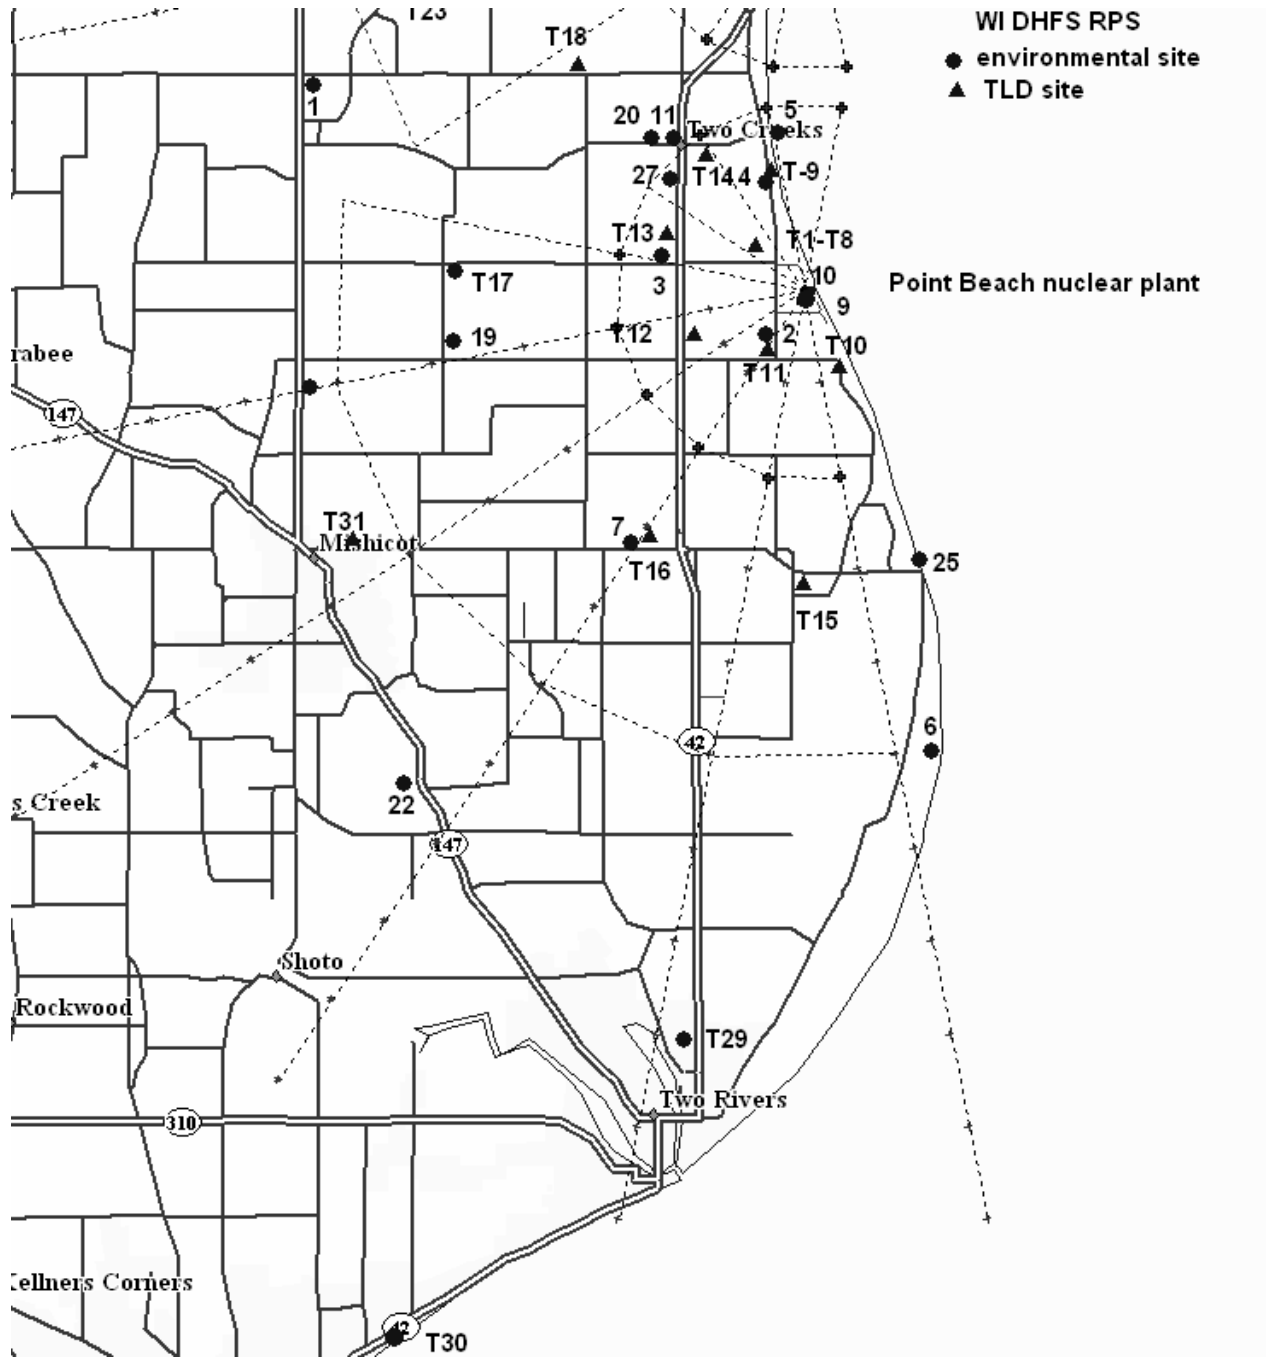 T23
WI DHFS RPS
environmental site
TLD site
T18
1
20 11
5
Two Creeks
27
T14 4
T-9
T13
T1-T8
T17
3
10
Point Beach nuclear plant
9
19
T12
2
T10
rabee
T11
147
T31
Mishicot
7
T16
25
T15
6
42
22
s Creek
147
Shoto
Rockwood
T29
Two Rivers
310
Kellners Corners
42
T30